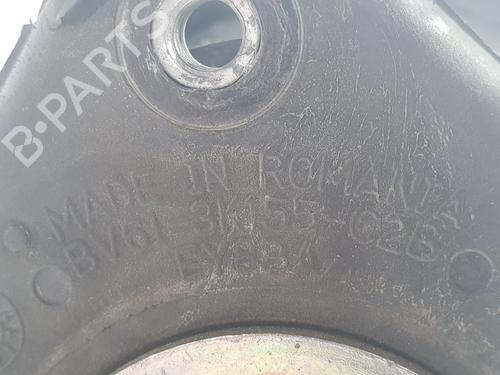 B-PARTS
MADE IN ROMANIA
BV61-3K155-C2B
EY68A